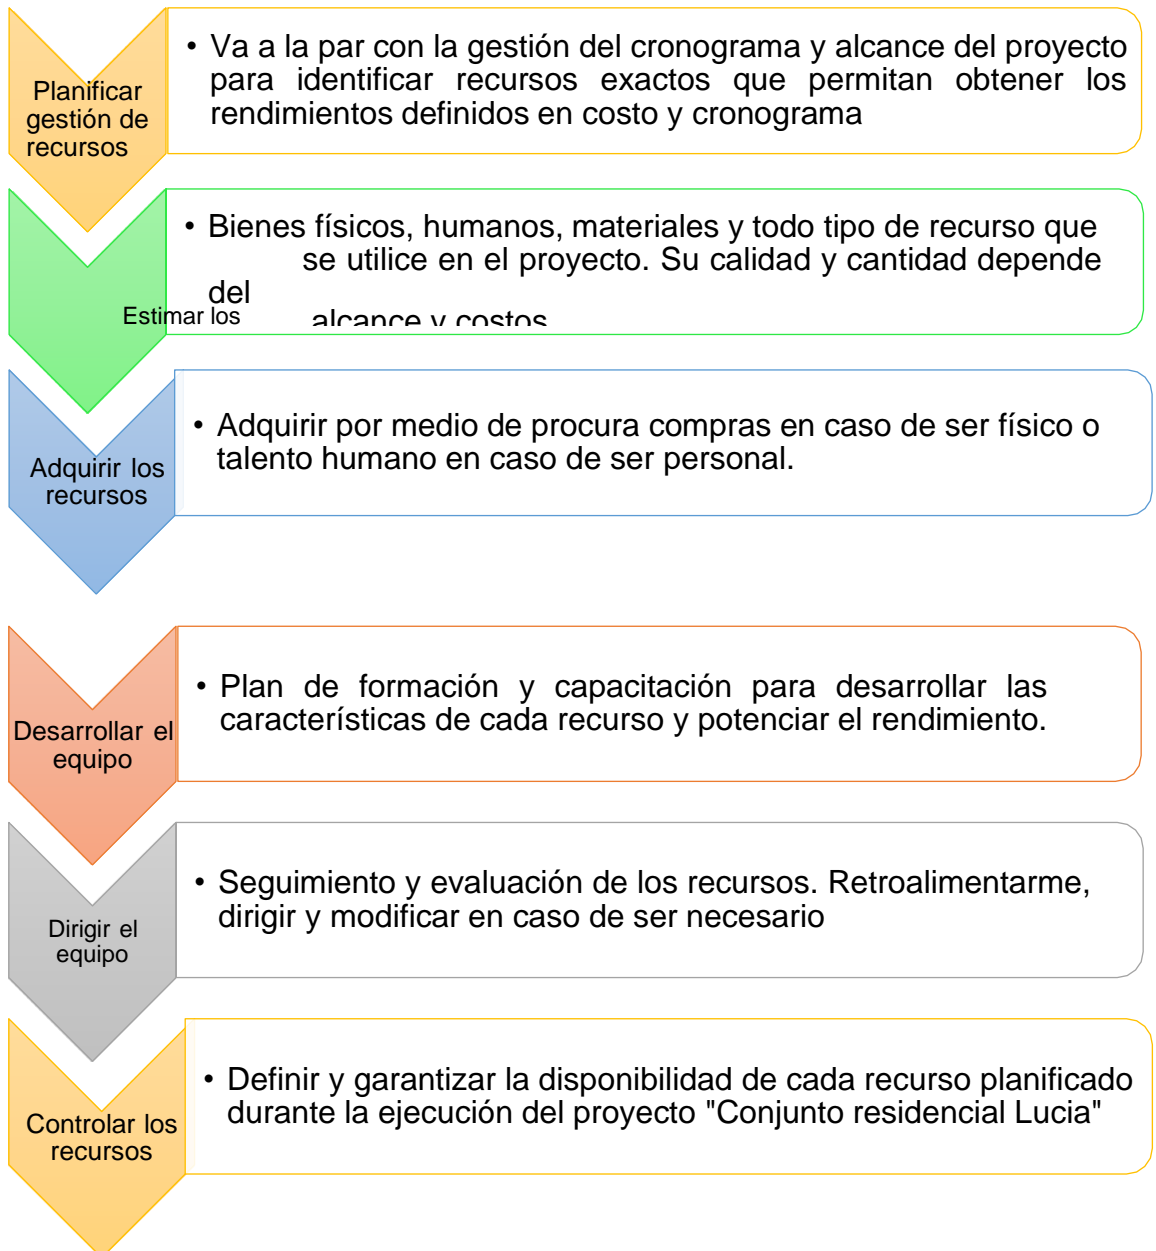 Planificar
gestión de
recursos
• Va a la par con la gestión del cronograma y alcance del proyecto
para identificar recursos exactos que permitan obtener los
rendimientos definidos en costo y cronograma
Estimar los
• Bienes físicos, humanos, materiales y todo tipo de recurso que
se utilice en el proyecto. Su calidad y cantidad depende
del
alcance y costos
Adquirir los
recursos
• Adquirir por medio de procura compras en caso de ser físico o
talento humano en caso de ser personal.
Desarrollar el
equipo
• Plan de formación y capacitación para desarrollar las
características de cada recurso y potenciar el rendimiento.
Dirigir el
equipo
• Seguimiento y evaluación de los recursos. Retroalimentarme,
dirigir y modificar en caso de ser necesario
Controlar los
recursos
• Definir y garantizar la disponibilidad de cada recurso planificado
durante la ejecución del proyecto "Conjunto residencial Lucia"